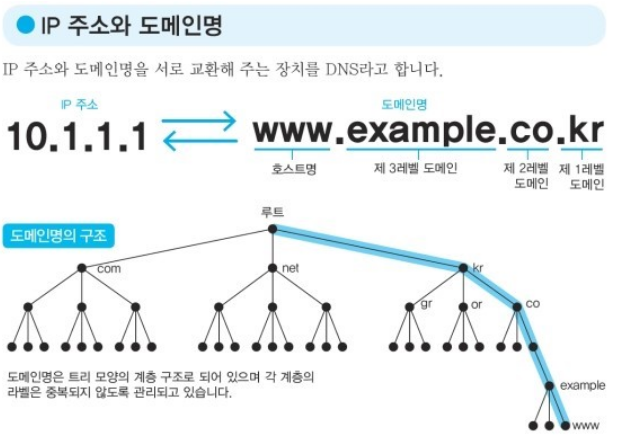 IP 주소와 도메인명
IP 주소와 도메인명을 서로 교환해 주는 장치를 DNS라고 합니다.
IP 주소
도메인명
10.1.1.1
www.example.co.kr
호스트명
제 3레벨 도메인
제 2레벨
도메인
제 1레벨
도메인
도메인명의 구조
루트
com
net
kr
gr
or
co
도메인명은 트리 모양의 계층 구조로 되어 있으며 각 계층의
라벨은 중복되지 않도록 관리되고 있습니다.
example
www